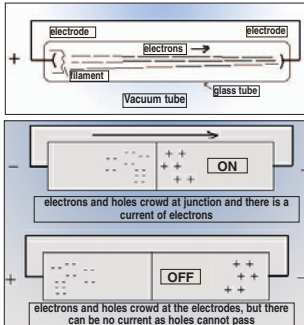 electrode electrode
electrons
+
filament
glass tube
Vacuum tube
- - - - + +
- - - - + + ON
- - + +
- -
electrons and holes crowd at junction and there is a
current of electrons
+ -
OFF
electrons and holes crowd at the electrodes, but there
can be no current as holes cannot pass